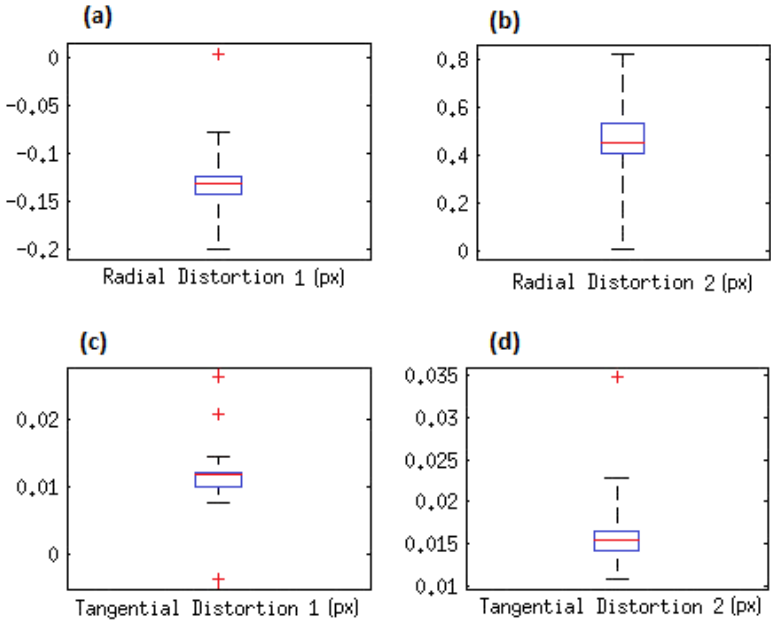 (a)
0
-0.05
-0.1
-0.15
-0.2
Radial Distortion 1 (px)
(b)
0.8
0.6
0.4
0.2
0
Radial Distortion 2 (px)
(c)
0.02
0.01
0
Tangential Distortion 1 (px)
(d)
0.035
0.03
0.025
0.02
0.015
0.01
Tangential Distortion 2 (px)